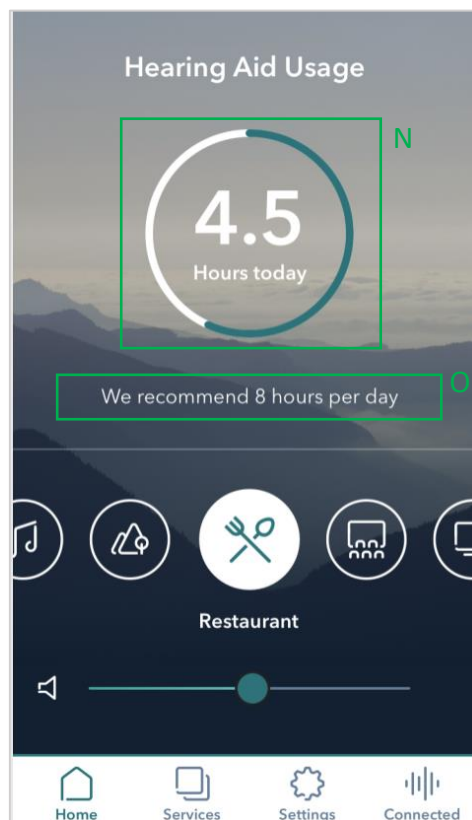 Hearing Aid Usage
N
4.5
Hours today
We recommend 8 hours per day
O
Restaurant
Home Services Settings Connected